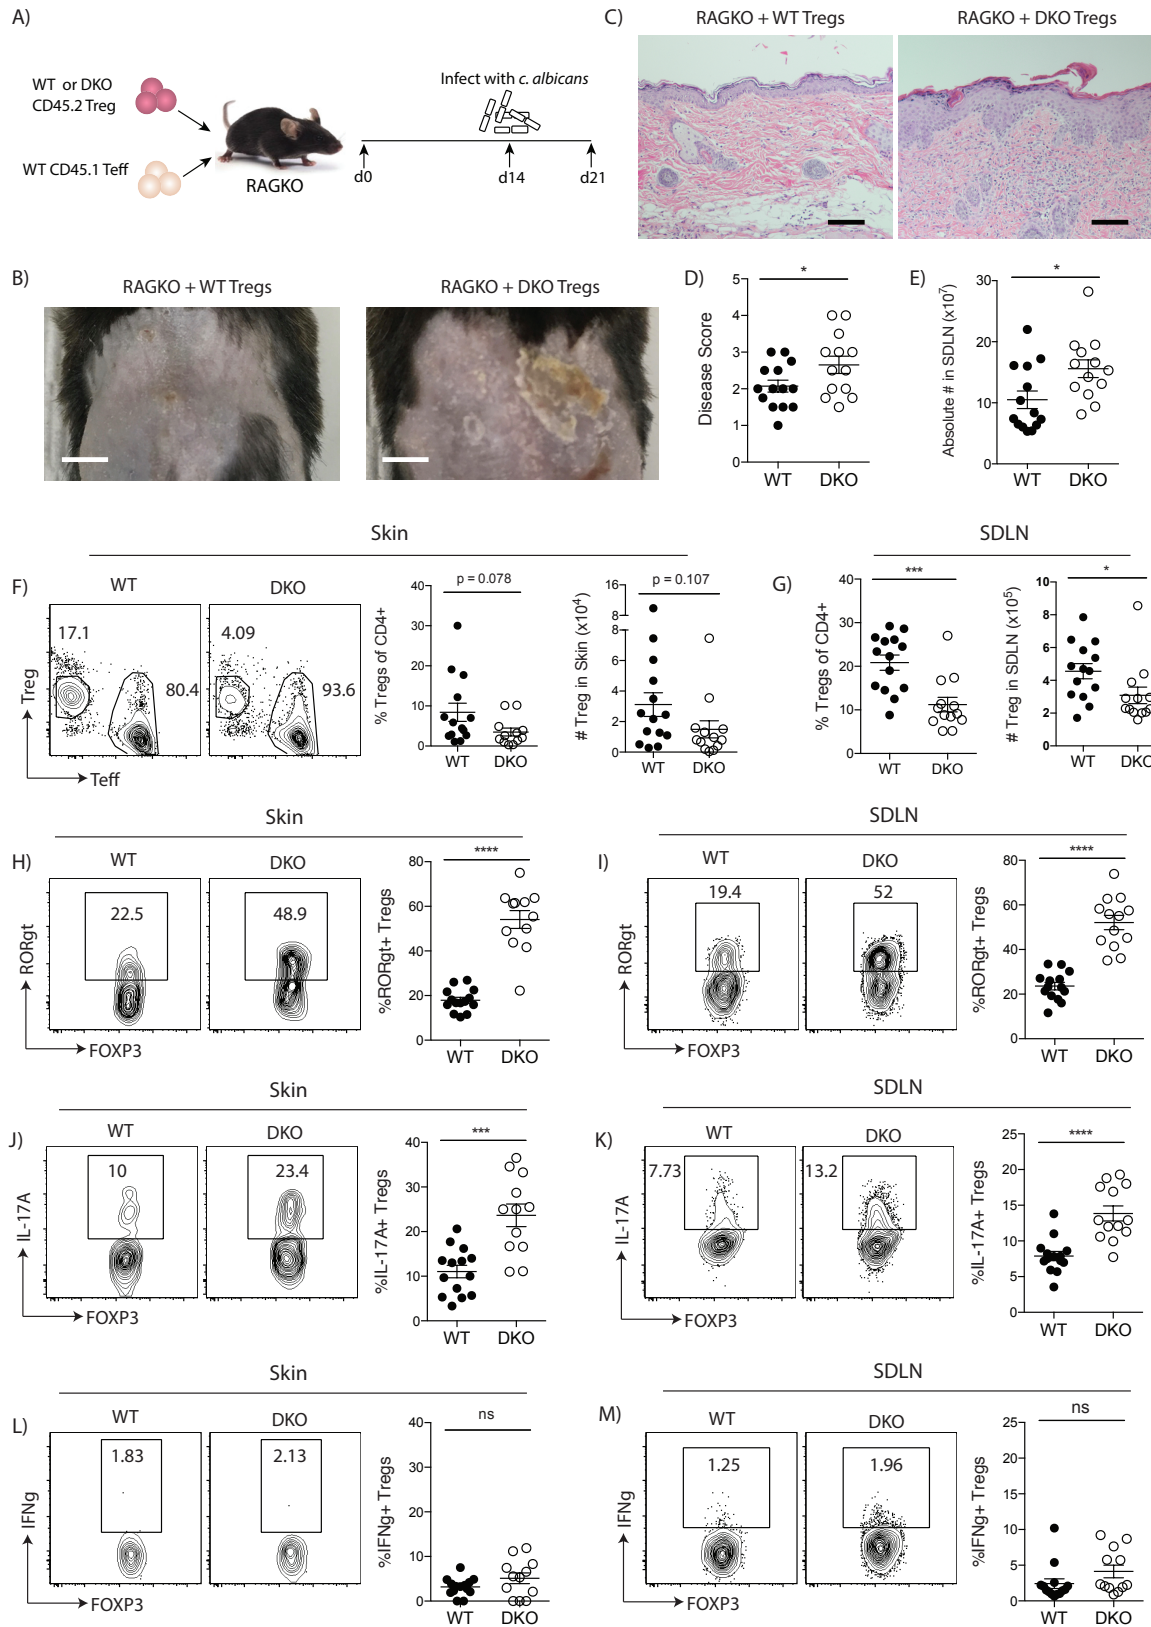 A)
WT or DKO
CD45.2 Treg
WT CD45.1 Teff
RAGKO
Infect with c. albicans
d0
d14
d21
C)
RAGKO + WT Tregs
RAGKO + DKO Tregs
B)
RAGKO + WT Tregs
RAGKO + DKO Tregs
D)
Disease Score
5
4
3
2
1
0
*
WT
DKO
E)
Absolute # in SDLN (x10⁷)
30
20
10
0
*
WT
DKO
Skin
F)
WT
DKO
17.1
80.4
4.09
93.6
Treg
Teff
% Tregs of CD4+
40
30
20
10
0
p = 0.078
WT
DKO
# Treg in Skin (x10⁴)
16
8
8
6
4
2
0
p = 0.107
WT
DKO
SDLN
G)
% Tregs of CD4+
40
30
20
10
0
***
WT
DKO
# Treg in SDLN (x10⁵)
10
8
6
4
2
0
*
WT
DKO
Skin
H)
WT
DKO
22.5
48.9
RORgt
FOXP3
%RORgt+ Tregs
80
60
40
20
0
****
WT
DKO
SDLN
I)
WT
DKO
19.4
52
RORgt
FOXP3
%RORgt+ Tregs
80
60
40
20
0
****
WT
DKO
Skin
J)
WT
DKO
10
23.4
IL-17A
FOXP3
%IL-17A+ Tregs
40
30
20
10
0
***
WT
DKO
SDLN
K)
WT
DKO
7.73
13.2
IL-17A
FOXP3
%IL-17A+ Tregs
25
20
15
10
5
0
****
WT
DKO
Skin
L)
WT
DKO
1.83
2.13
IFNg
FOXP3
%IFNg+ Tregs
40
30
20
10
0
ns
WT
DKO
SDLN
M)
WT
DKO
1.25
1.96
IFNg
FOXP3
%IFNg+ Tregs
25
20
15
10
5
0
ns
WT
DKO